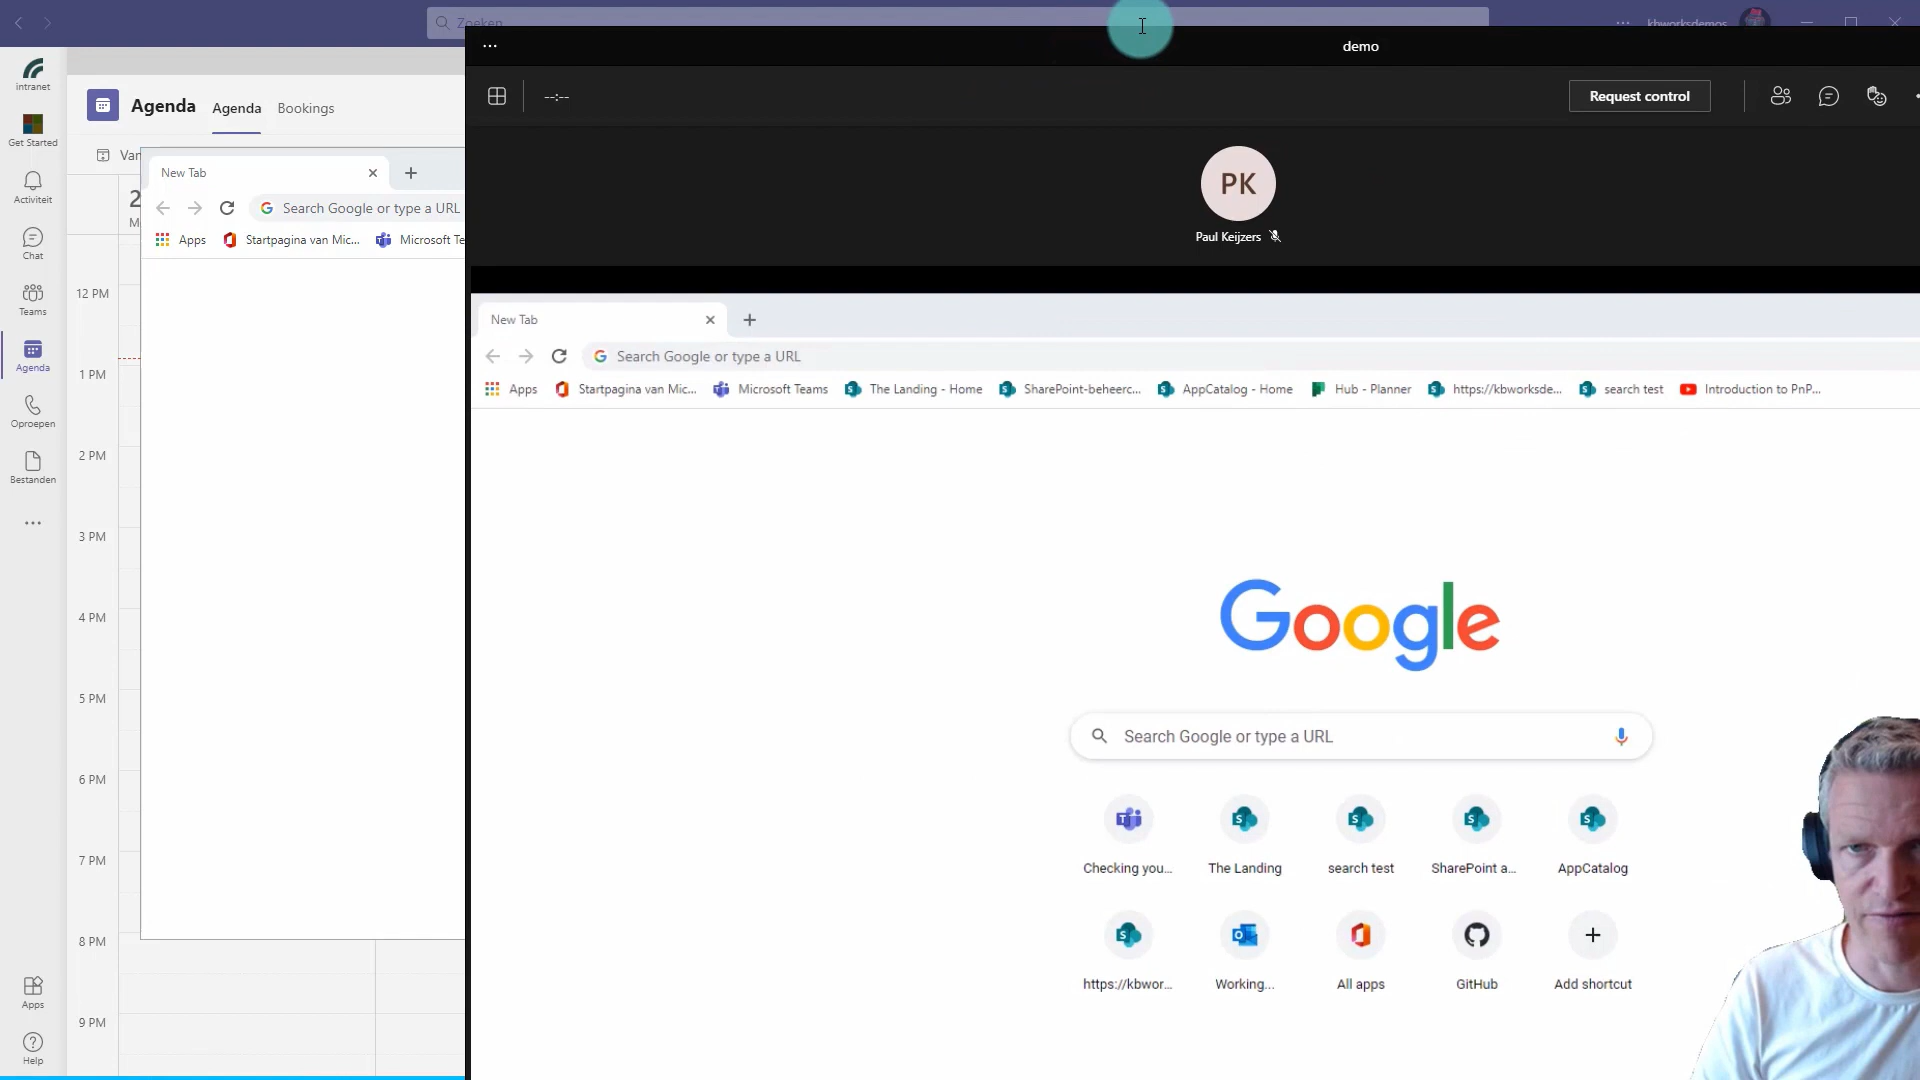 Zoeken
kbworksdemos
demo
--:--
Request control
PK
Paul Keijzers
intranet
Get Started
Activiteit
Chat
Teams
Agenda
Oproepen
Bestanden
Apps
Help
Agenda
Agenda
Bookings
12 PM
1 PM
2 PM
3 PM
4 PM
5 PM
6 PM
7 PM
8 PM
9 PM
New Tab
Search Google or type a URL
Apps
Startpagina van Mic...
Microsoft Te
New Tab
Search Google or type a URL
Apps
Startpagina van Mic...
Microsoft Teams
The Landing - Home
SharePoint-beheerc...
AppCatalog - Home
Hub - Planner
https://kbworksde...
search test
Introduction to PnP...
Google
Search Google or type a URL
Checking you...
The Landing
search test
SharePoint a...
AppCatalog
https://kbwor...
Working...
All apps
GitHub
Add shortcut